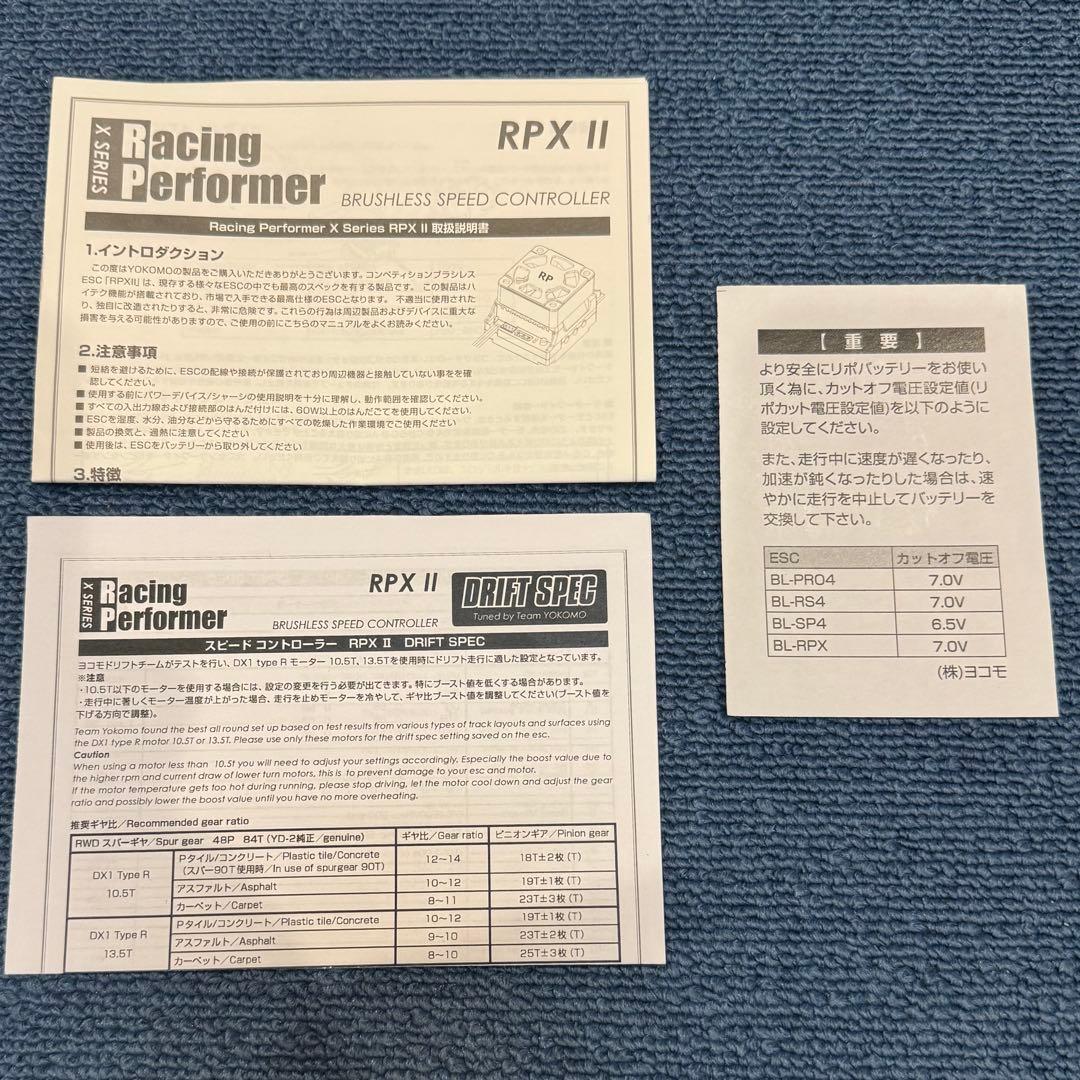 X SERIES
Racing
Performer
RPX II
BRUSHLESS SPEED CONTROLLER
Racing Performer X Series RPX II 取扱説明書
1.イントロダクション
この度はYOKOMOの製品をご購入いただきありがとうございます。コンペティションブラシレス
ESC「RPXII」は、現存する様々なESCの中でも最高のスペックを有する製品です。 この製品はハ
イテク機能が搭載されており、市場で入手できる最高仕様のESCとなります。 不適当に使用された
り、独自に改造されたりすると、非常に危険です。これらの行為は周辺製品およびデバイスに重大な
損害を与える可能性がありますので、ご使用の前にこちらのマニュアルをよくお読みください。
RP
2.注意事項
■ 短絡を避けるために、ESCの配線や接続が保護されており周辺機器と接触していない事をを確
認してください。
■ 使用する前にパワーデバイス/シャーシの使用説明を十分に理解し、動作範囲を確認してください。
■ すべての入出力線および接続部のはんだ付けには、60W以上のはんだごてを使用してください.
■ ESCを湿度、水分、油分などから守るためにすべての乾燥した作業環境でご使用ください
■ 製品の換気と、過熱に注意してください
■ 使用後は、ESCをバッテリーから取り外してください
3.特徴
X SERIES
Racing
Performer
RPX II
BRUSHLESS SPEED CONTROLLER
DRIFT SPEC
Tuned by Team YOKOMO
スピード コントローラー RPX II DRIFT SPEC
ヨコモドリフトチームがテストを行い、DX1 type R モーター 10.5T、13.5Tを使用時にドリフト走行に適した設定となっています。
※注意
・10.5T以下のモーターを使用する場合には、設定の変更を行う必要が出てきます。特にブースト値を低くする場合があります。
・走行中に著しくモーター温度が上がった場合、走行を止めモーターを冷やして、ギヤ比ブースト値を調整してください(ブースト値を
下げる方向で調整)。
Team Yokomo found the best all round set up based on test results from various types of track layouts and surfaces using
the DX1 type R motor 10.5T or 13.5T. Please use only these motors for the drift spec setting saved on the esc.
Caution
When using a motor less than 10.5t you will need to adjust your settings accordingly. Especially the boost value due to
the higher rpm and current draw of lower turn motors, this is to prevent damage to your esc and motor.
If the motor temperature gets too hot during running, please stop driving, let the motor cool down and adjust the gear
ratio and possibly lower the boost value until you have no more overheating.
推奨ギヤ比/Recommended gear ratio
RWD スパーギヤ/Spur gear 48P 84T (YD-2純正/genuine) ギヤ比/Gear ratio ピニオンギア/Pinion gear
DX1 Type R 10.5T Pタイル/コンクリート/Plastic tile/Concrete (スパー90T使用時/In use of spurgear 90T) 12~14 18T±2枚(T)
アスファルト/Asphalt 10~12 19T±1枚(T)
カーペット/Carpet 8~11 23T±3枚(T)
DX1 Type R 13.5T Pタイル/コンクリート/Plastic tile/Concrete 10~12 19T±1枚(T)
アスファルト/Asphalt 9~10 23T±2枚(T)
カーペット/Carpet 8~10 25T±3枚(T)
【 重 要 】
より安全にリポバッテリーをお使い
頂く為に、カットオフ電圧設定値(リ
ポカット電圧設定値)を以下のように
設定してください。
また、走行中に速度が遅くなったり、
加速が鈍くなったりした場合は、速
やかに走行を中止してバッテリーを
交換して下さい。
ESC カットオフ電圧
BL-PRO4 7.0V
BL-RS4 7.0V
BL-SP4 6.5V
BL-RPX 7.0V
(株)ヨコモ